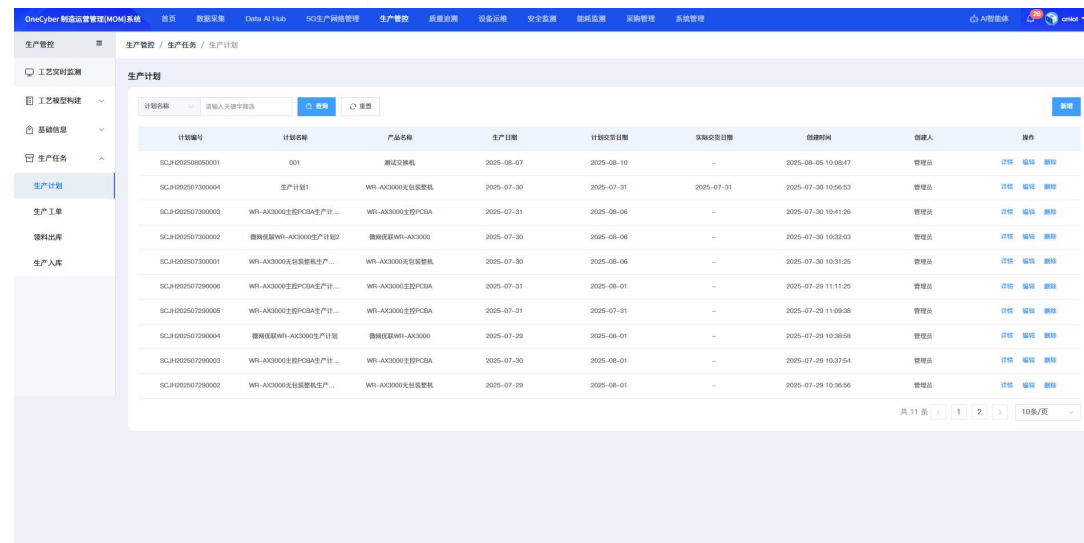 OneCyber 制造运营管理(MOM)系统 首页 数据采集 Data AI Hub 5G生产网络管理 生产管控 质量追溯 设备运维 安全监测 能耗监测 采购管理 系统管理 AI智能体 26 cmiot
生产管控 生产管控 / 生产任务 / 生产计划
工艺实时监测 生产计划
工艺模型构建 计划名称 请输入关键字筛选 查询 重置 新增
基础信息 计划编号 计划名称 产品名称 生产日期 计划交货日期 实际交货日期 创建时间 创建人 操作
生产任务 SCJH202508050001 001 测试交换机 2025-08-07 2025-08-10 -- 2025-08-05 10:08:47 管理员 详情 编辑 删除
生产计划 SCJH202507300004 生产计划1 WR-AX3000无包装整机 2025-07-30 2025-07-31 2025-07-31 2025-07-30 10:56:53 管理员 详情 编辑 删除
生产工单 SCJH202507300003 WR-AX3000主控PCBA生产计... WR-AX3000主控PCBA 2025-07-31 2025-08-06 -- 2025-07-30 10:41:26 管理员 详情 编辑 删除
领料出库 SCJH202507300002 微网优联WR-AX3000生产计划2 微网优联WR-AX3000 2025-07-30 2025-08-06 -- 2025-07-30 10:32:03 管理员 详情 编辑 删除
生产入库 SCJH202507300001 WR-AX3000无包装整机生产... WR-AX3000无包装整机 2025-07-30 2025-08-06 -- 2025-07-30 10:31:25 管理员 详情 编辑 删除
SCJH202507290006 WR-AX3000主控PCBA生产计... WR-AX3000主控PCBA 2025-07-31 2025-08-01 -- 2025-07-29 11:11:25 管理员 详情 编辑 删除
SCJH202507290005 WR-AX3000主控PCBA生产计... WR-AX3000主控PCBA 2025-07-31 2025-07-31 -- 2025-07-29 11:09:38 管理员 详情 编辑 删除
SCJH202507290004 微网优联WR-AX3000生产计划 微网优联WR-AX3000 2025-07-29 2025-08-01 -- 2025-07-29 10:38:58 管理员 详情 编辑 删除
SCJH202507290003 WR-AX3000主控PCBA生产计... WR-AX3000主控PCBA 2025-07-30 2025-08-01 -- 2025-07-29 10:37:54 管理员 详情 编辑 删除
SCJH202507290002 WR-AX3000无包装整机生产... WR-AX3000无包装整机 2025-07-29 2025-08-01 -- 2025-07-29 10:36:56 管理员 详情 编辑 删除
共 11 条 < 1 2 > 10条/页